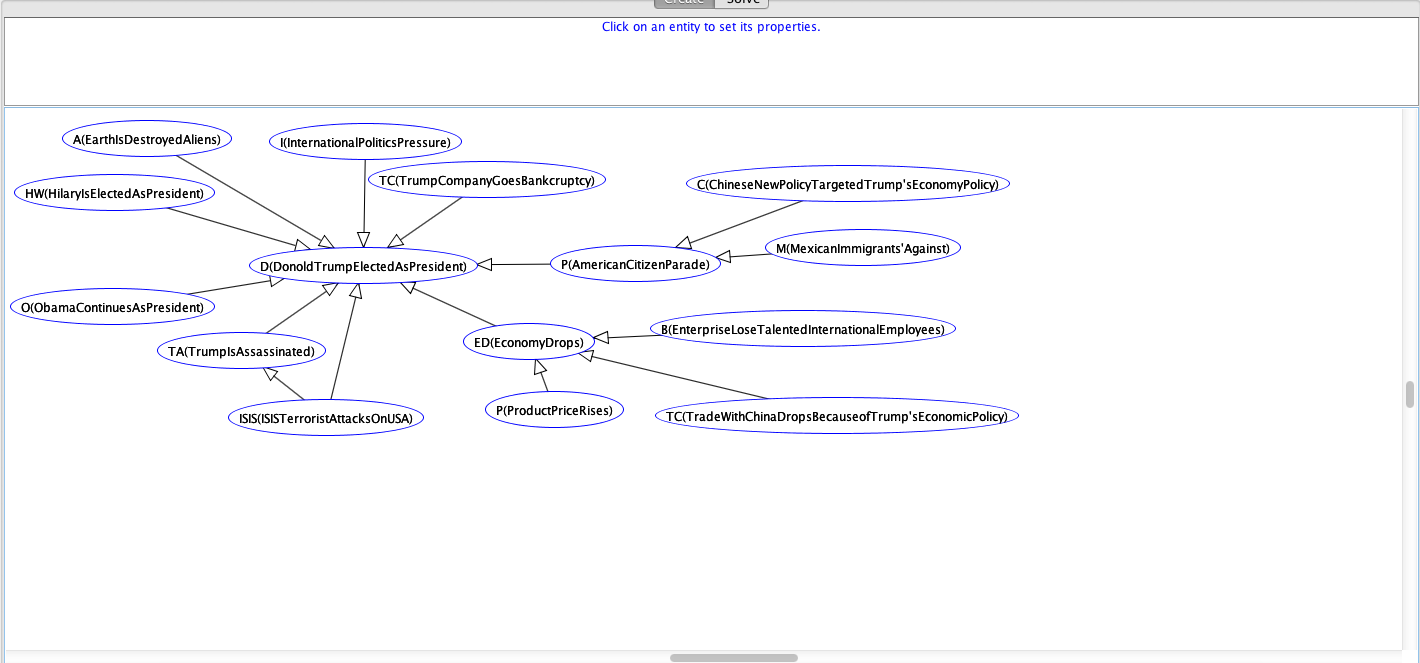 Create Solve
Click on an entity to set its properties.
A(EarthIsDestroyedAliens)
I(InternationalPoliticsPressure)
TC(TrumpCompanyGoesBankcruptcy)
C(ChineseNewPolicyTargetedTrump'sEconomyPolicy)
HW(HilaryIsElectedAsPresident)
M(MexicanImmigrants'Against)
D(DonoldTrumpElectedAsPresident)
P(AmericanCitizenParade)
O(ObamaContinuesAsPresident)
B(EnterpriseLoseTalentedInternationalEmployees)
TA(TrumpIsAssassinated)
ED(EconomyDrops)
P(ProductPriceRises)
TC(TradeWithChinaDropsBecauseofTrump'sEconomicPolicy)
ISIS(ISISTerroristAttacksOnUSA)